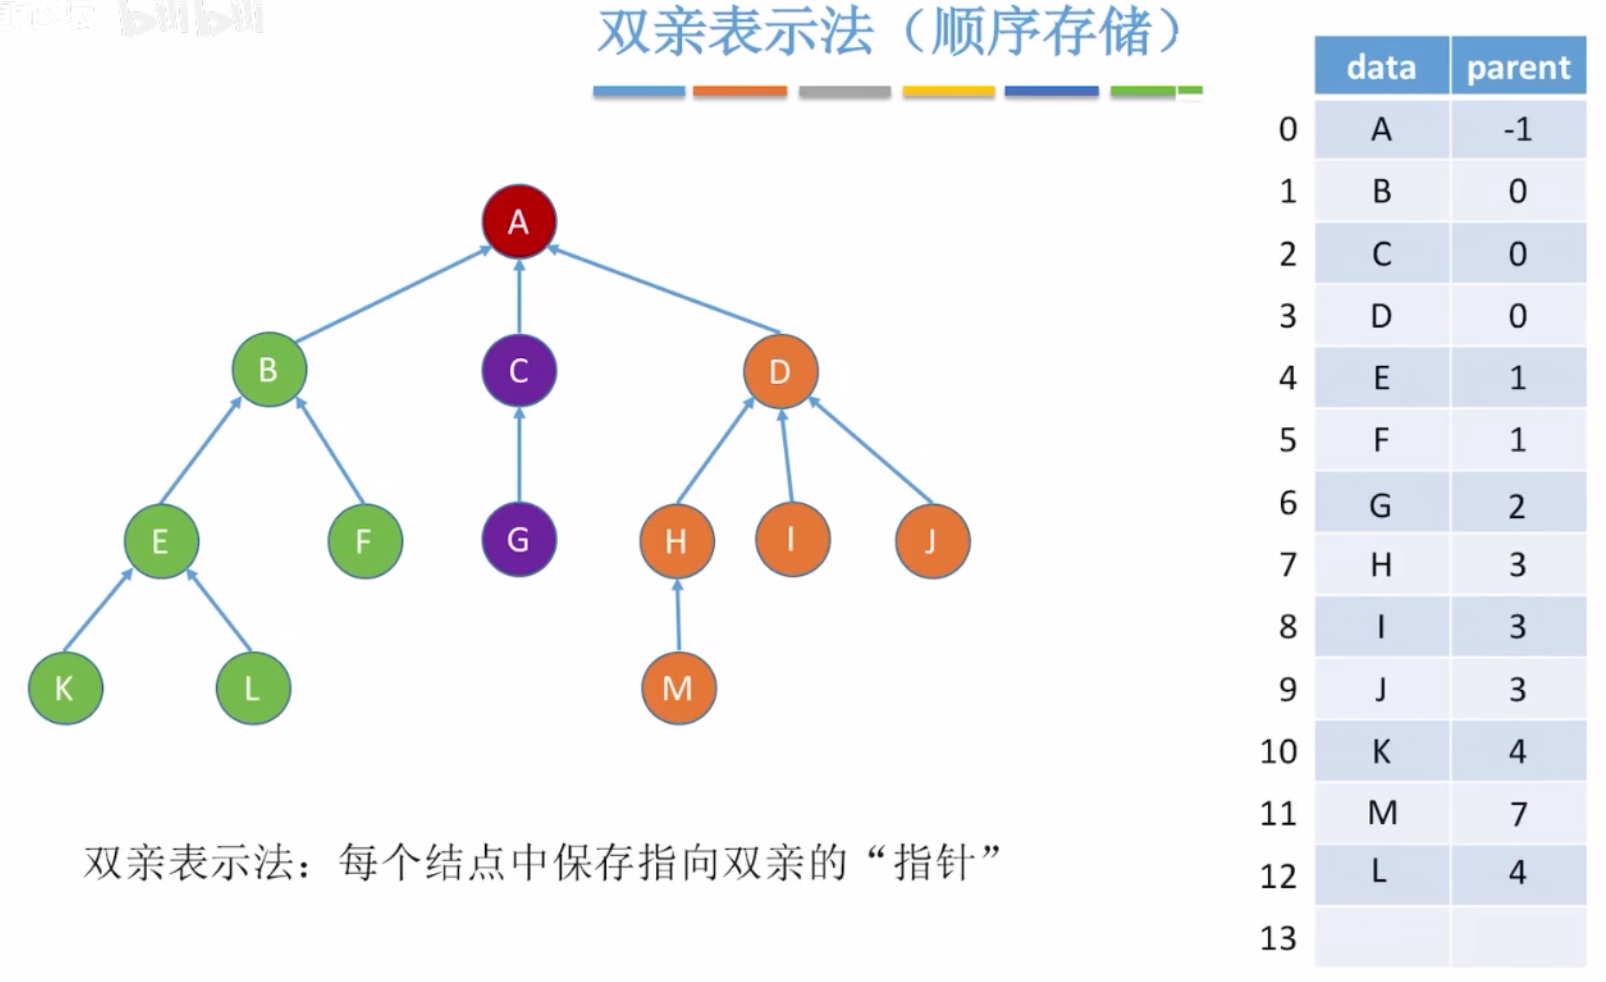 bilibili
双亲表示法（顺序存储）
data parent
0 A -1
1 B 0
2 C 0
3 D 0
4 E 1
5 F 1
6 G 2
7 H 3
8 I 3
9 J 3
10 K 4
11 M 7
12 L 4
13
A
B C D
E F G H I J
K L M
双亲表示法：每个结点中保存指向双亲的“指针”